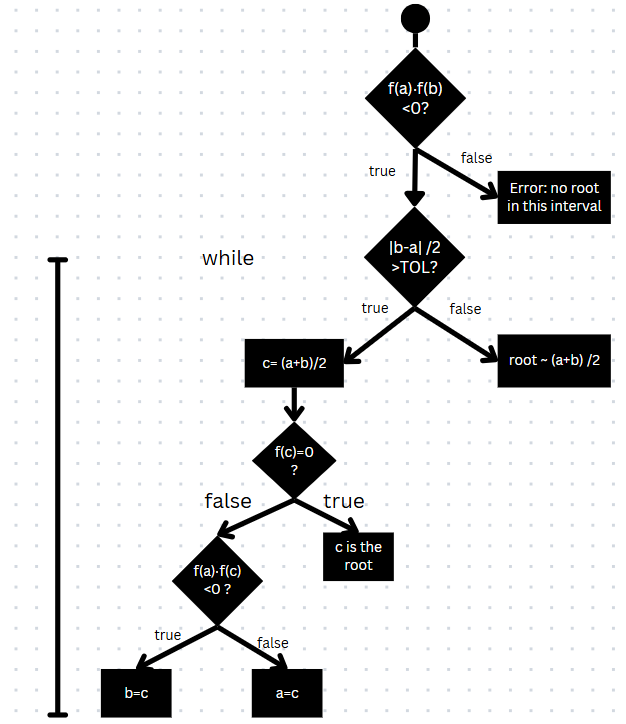 f(a)·f(b)
<0?
true
false
Error: no root
in this interval
while
|b-a| /2
>TOL?
true
false
c= (a+b)/2
root ~ (a+b) /2
f(c)=0
?
false
true
c is the
root
f(a)·f(c)
<0 ?
true
false
b=c
a=c